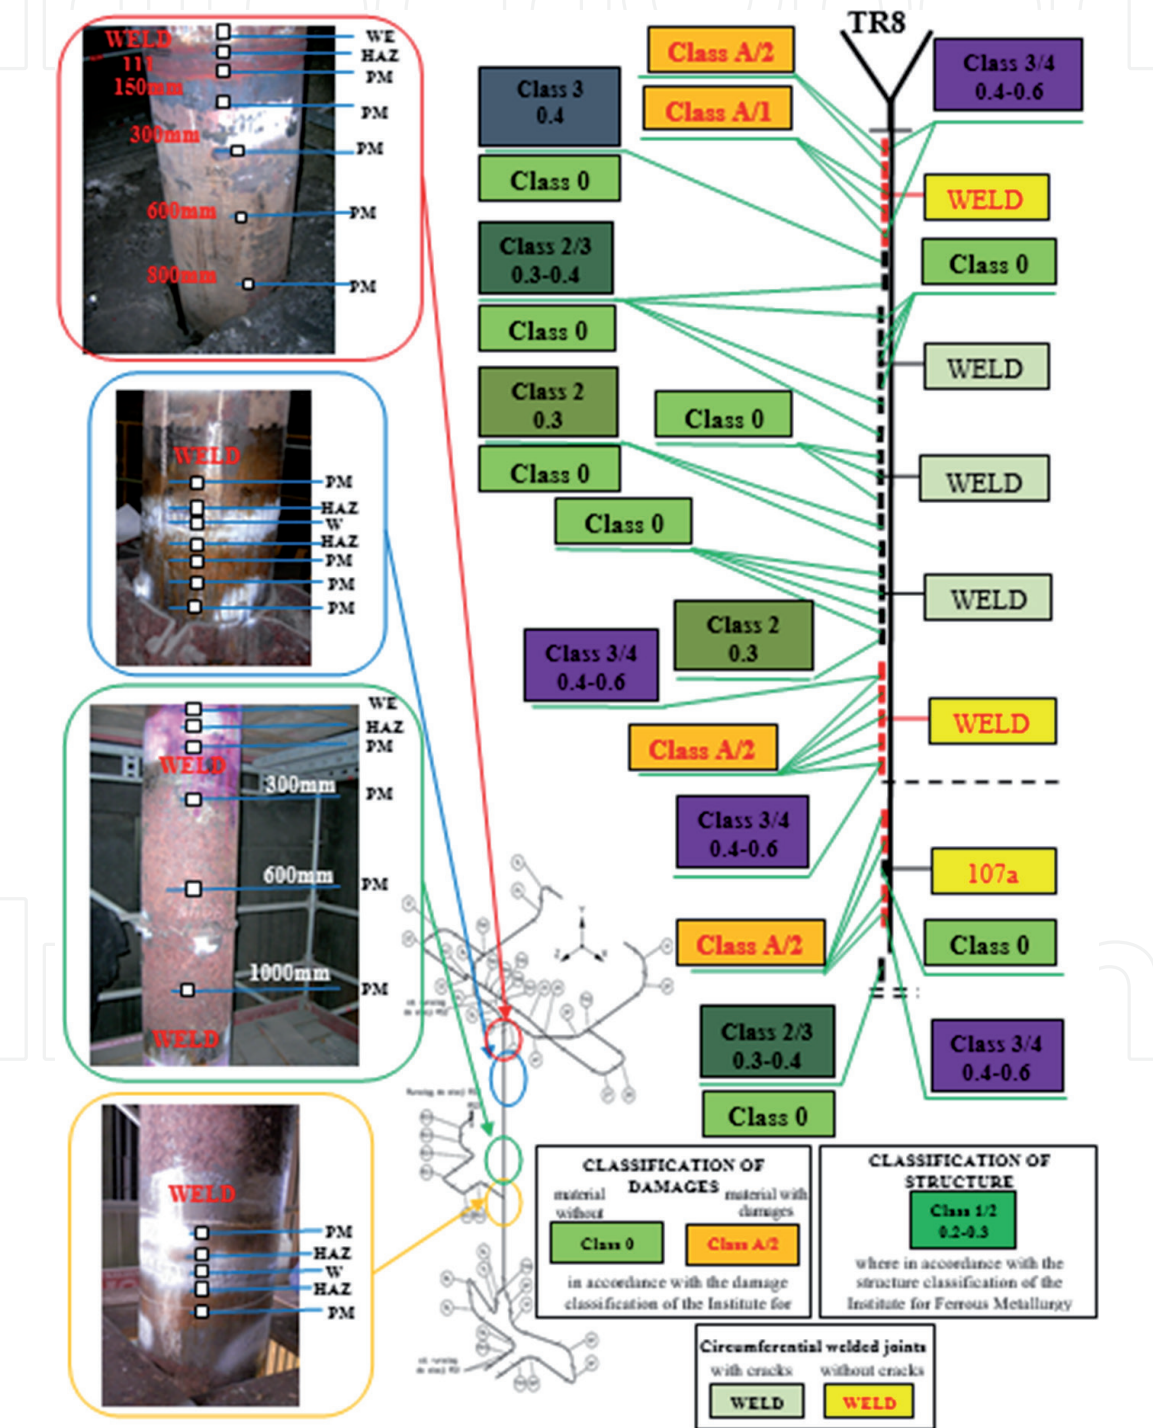 WELD
111
150mm
300mm
600mm
800mm
WE
HAZ
PM
PM
PM
PM
PM
WELD
PM
HAZ
W
HAZ
PM
PM
PM
WE
HAZ
PM
WELD
300mm
PM
600mm
PM
1000mm
PM
WELD
WELD
PM
HAZ
W
HAZ
PM
TR8
Class A/2
Class 3/4
0.4-0.6
Class 3
0.4
Class A/1
Class 0
WELD
Class 2/3
0.3-0.4
Class 0
Class 0
WELD
Class 2
0.3
Class 0
Class 0
WELD
Class 0
WELD
Class 2
0.3
Class 3/4
0.4-0.6
Class A/2
WELD
Class 3/4
0.4-0.6
107a
Class A/2
Class 0
Class 2/3
0.3-0.4
Class 3/4
0.4-0.6
Class 0
CLASSIFICATION OF
DAMAGES
material
without
material with
damages
Class 0
Class A/2
in accordance with the damage
classification of the Institute for
CLASSIFICATION OF
STRUCTURE
Class 1/2
0.2-0.3
where in accordance with the
structure classification of the
Institute for Ferrous Metallurgy
Circumferential welded joints
with cracks
without cracks
WELD
WELD